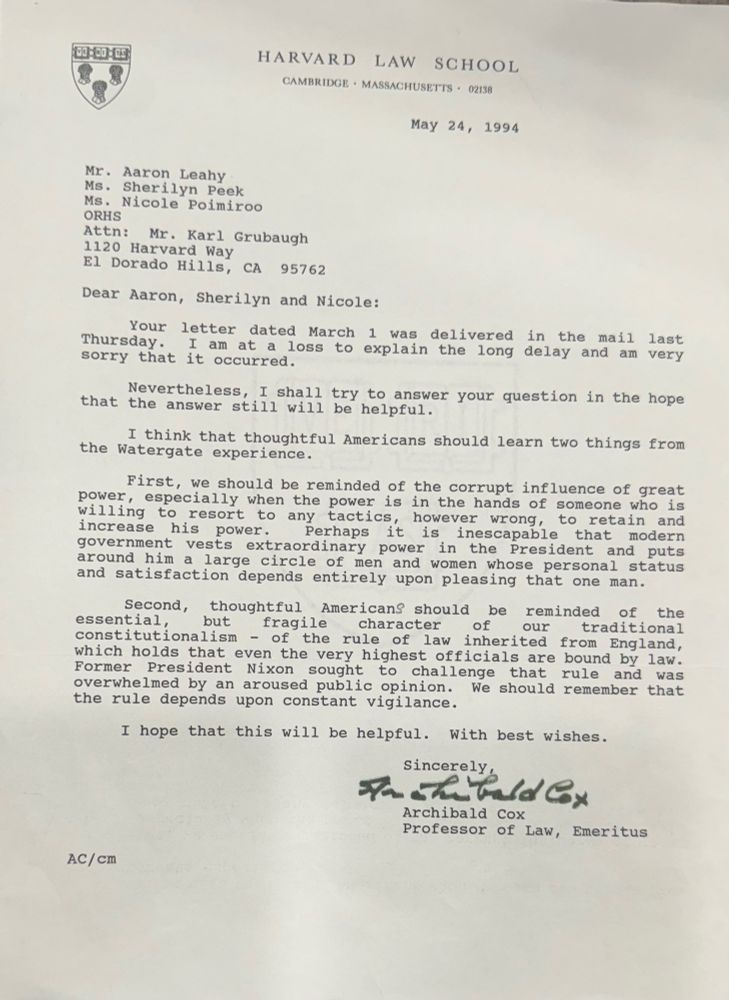 HARVARD LAW SCHOOL
CAMBRIDGE · MASSACHUSETTS · 02138
May 24, 1994
Mr. Aaron Leahy
Ms. Sherilyn Peek
Ms. Nicole Poimiroo
ORHS
Attn: Mr. Karl Grubaugh
1120 Harvard Way
El Dorado Hills, CA 95762
Dear Aaron, Sherilyn and Nicole:
Your letter dated March 1 was delivered in the mail last
Thursday. I am at a loss to explain the long delay and am very
sorry that it occurred.
Nevertheless, I shall try to answer your question in the hope
that the answer still will be helpful.
I think that thoughtful Americans should learn two things from
the Watergate experience.
First, we should be reminded of the corrupt influence of great
power, especially when the power is in the hands of someone who is
willing to resort to any tactics, however wrong, to retain and
increase his power. Perhaps it is inescapable that modern
government vests extraordinary power in the President and puts
around him a large circle of men and women whose personal status
and satisfaction depends entirely upon pleasing that one man.
Second, thoughtful Americans should be reminded of the
essential, but fragile character of our traditional
constitutionalism - of the rule of law inherited from England,
which holds that even the very highest officials are bound by law.
Former President Nixon sought to challenge that rule and was
overwhelmed by an aroused public opinion. We should remember that
the rule depends upon constant vigilance.
I hope that this will be helpful. With best wishes.
Sincerely,
Archibald Cox
Archibald Cox
Professor of Law, Emeritus
AC/cm